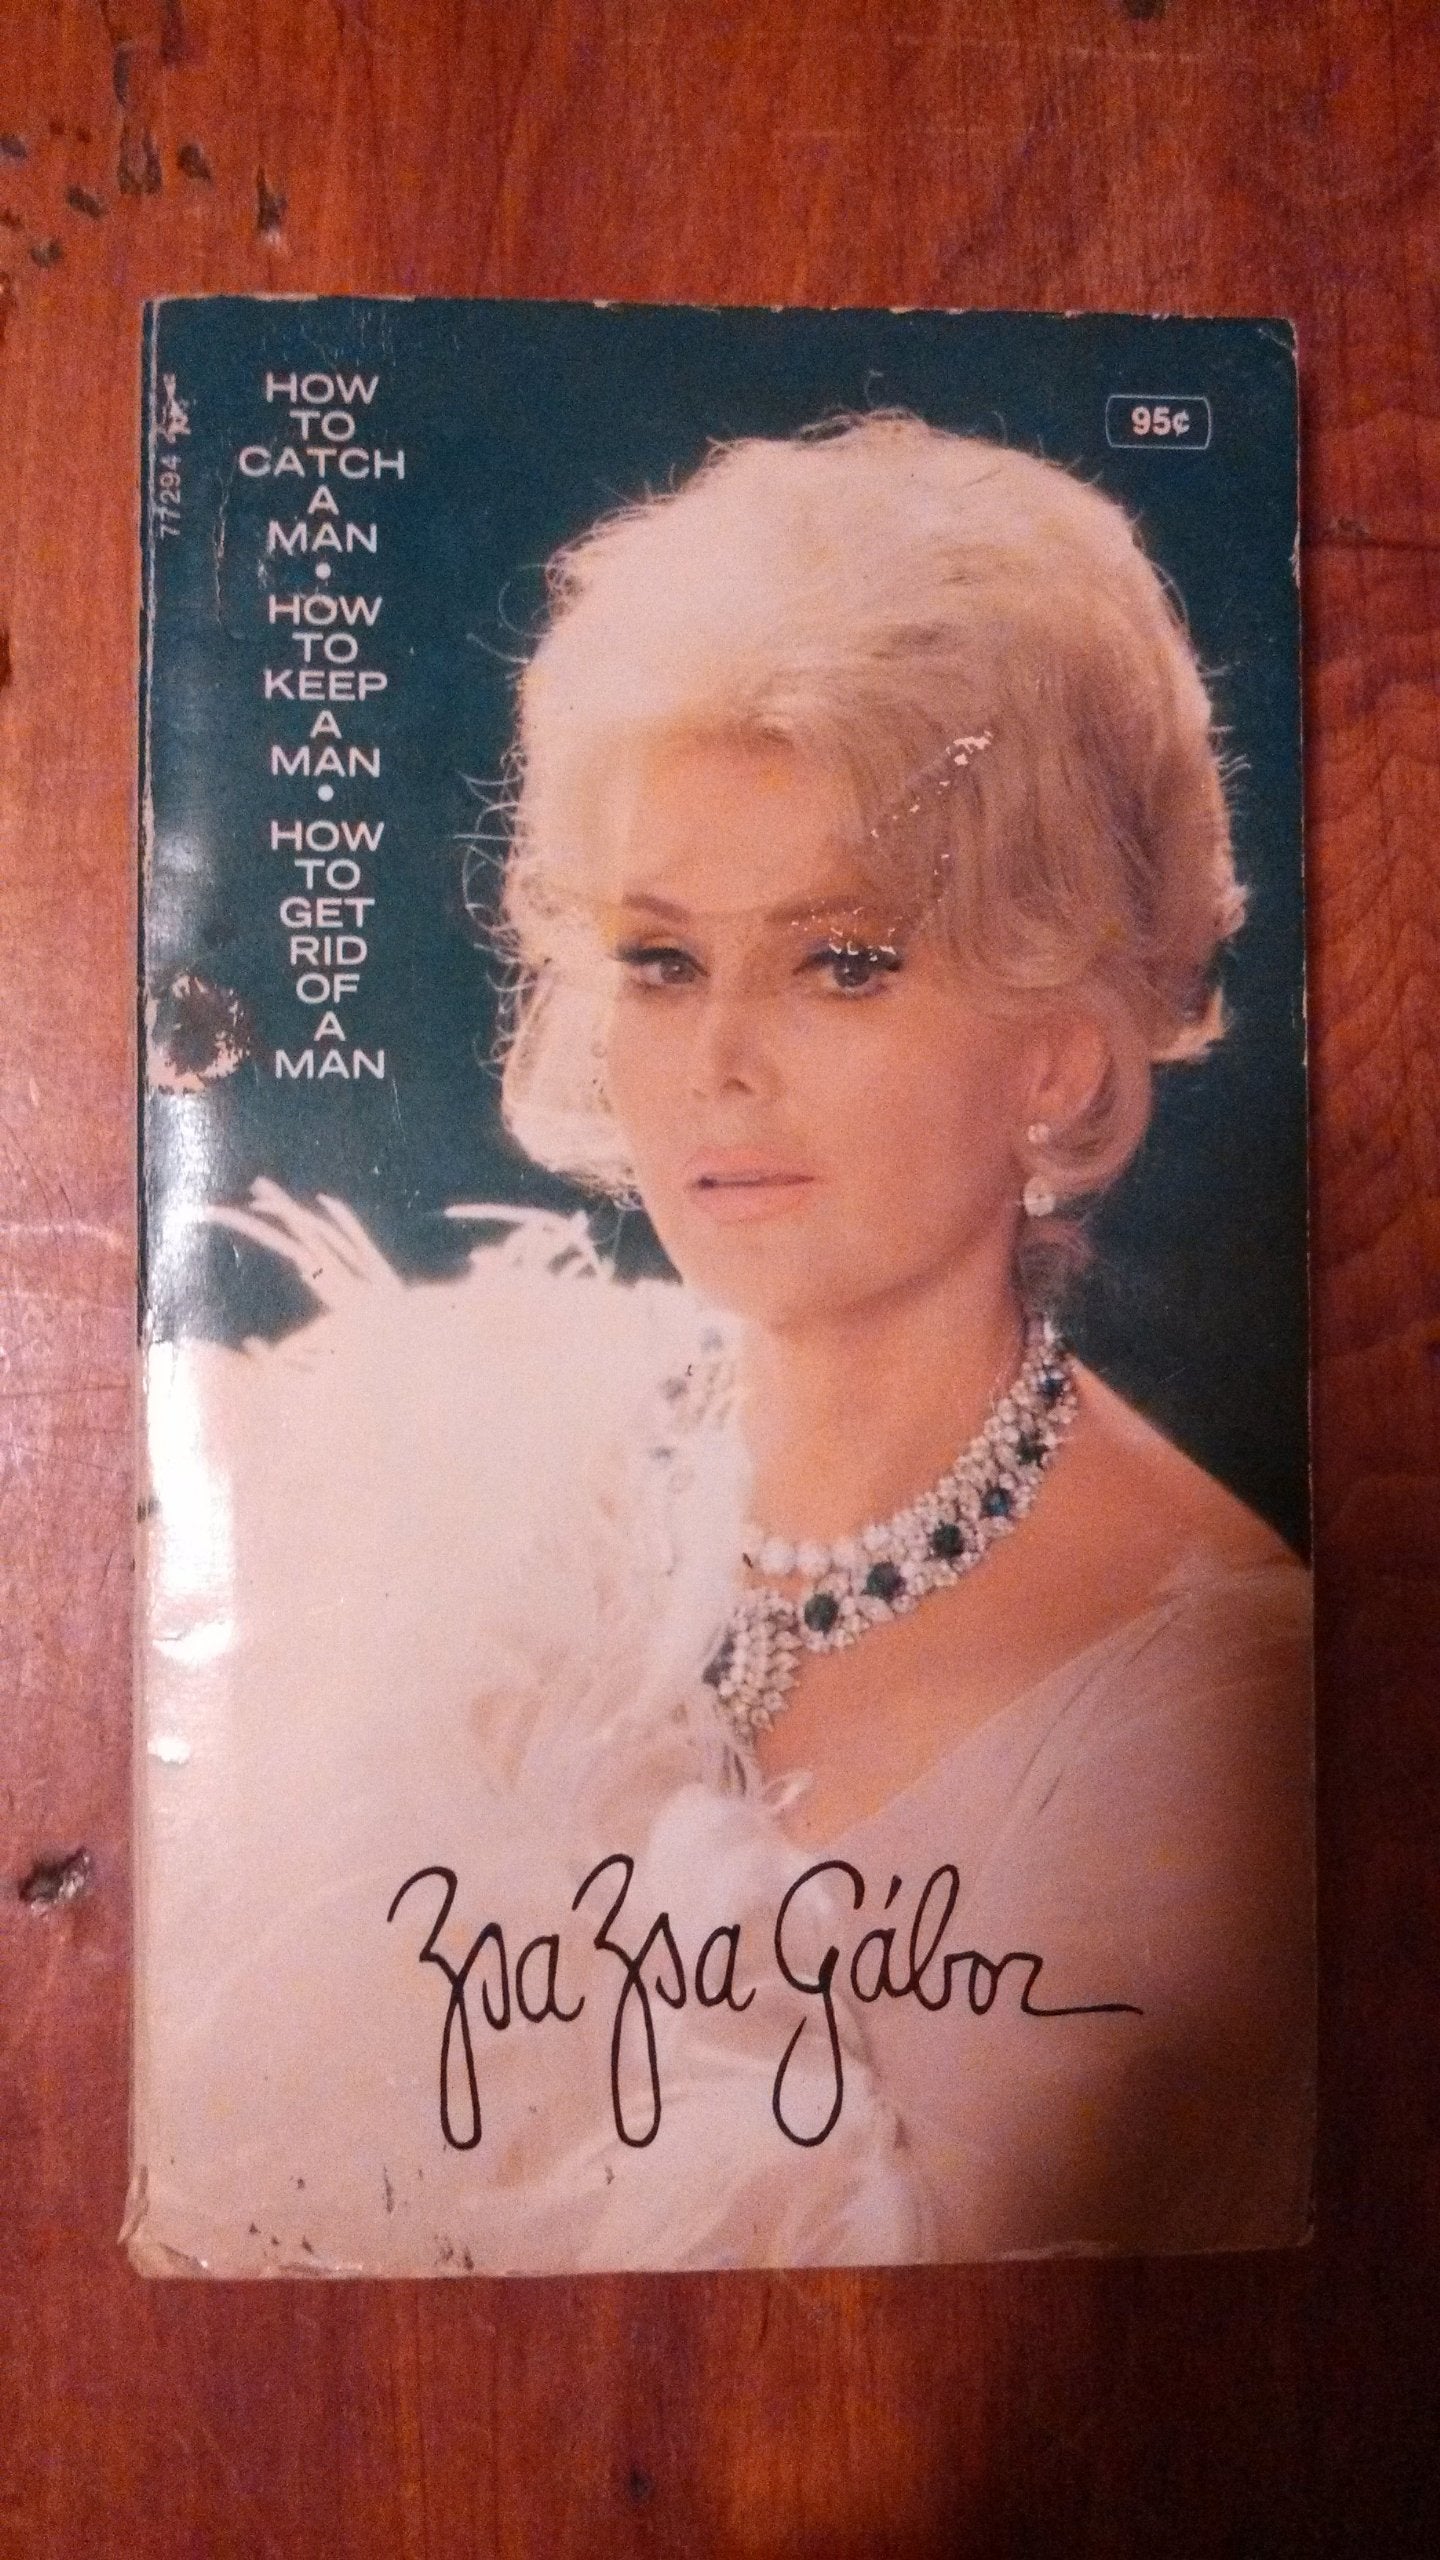 HOW
TO
CATCH
A
MAN
•
HOW
TO
KEEP
A
MAN
•
HOW
TO
GET
RID
OF
A
MAN
95¢
77294
Zsa Zsa Gábor